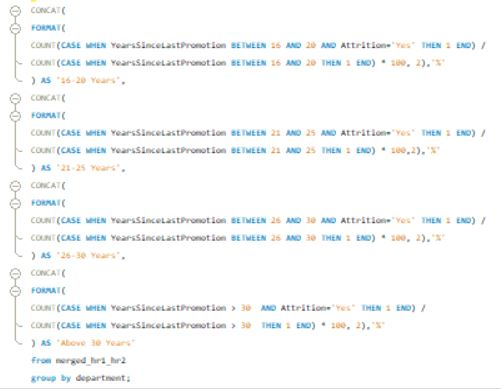 CONCAT(
FORMAT(
COUNT(CASE WHEN YearsSinceLastPromotion BETWEEN 16 AND 20 AND Attrition='Yes' THEN 1 END) /
COUNT(CASE WHEN YearsSinceLastPromotion BETWEEN 16 AND 20 THEN 1 END) * 100, 2),'%'
) AS '16-20 Years',
CONCAT(
FORMAT(
COUNT(CASE WHEN YearsSinceLastPromotion BETWEEN 21 AND 25 AND Attrition='Yes' THEN 1 END) /
COUNT(CASE WHEN YearsSinceLastPromotion BETWEEN 21 AND 25 THEN 1 END) * 100,2),'%'
) AS '21-25 Years',
CONCAT(
FORMAT(
COUNT(CASE WHEN YearsSinceLastPromotion BETWEEN 26 AND 30 AND Attrition='Yes' THEN 1 END) /
COUNT(CASE WHEN YearsSinceLastPromotion BETWEEN 26 AND 30 THEN 1 END) * 100, 2),'%'
) AS '26-30 Years',
CONCAT(
FORMAT(
COUNT(CASE WHEN YearsSinceLastPromotion > 30  AND Attrition='Yes' THEN 1 END) /
COUNT(CASE WHEN YearsSinceLastPromotion > 30  THEN 1 END) * 100, 2),'%'
) AS 'Above 30 Years'
from merged_hr1_hr2
group by department;